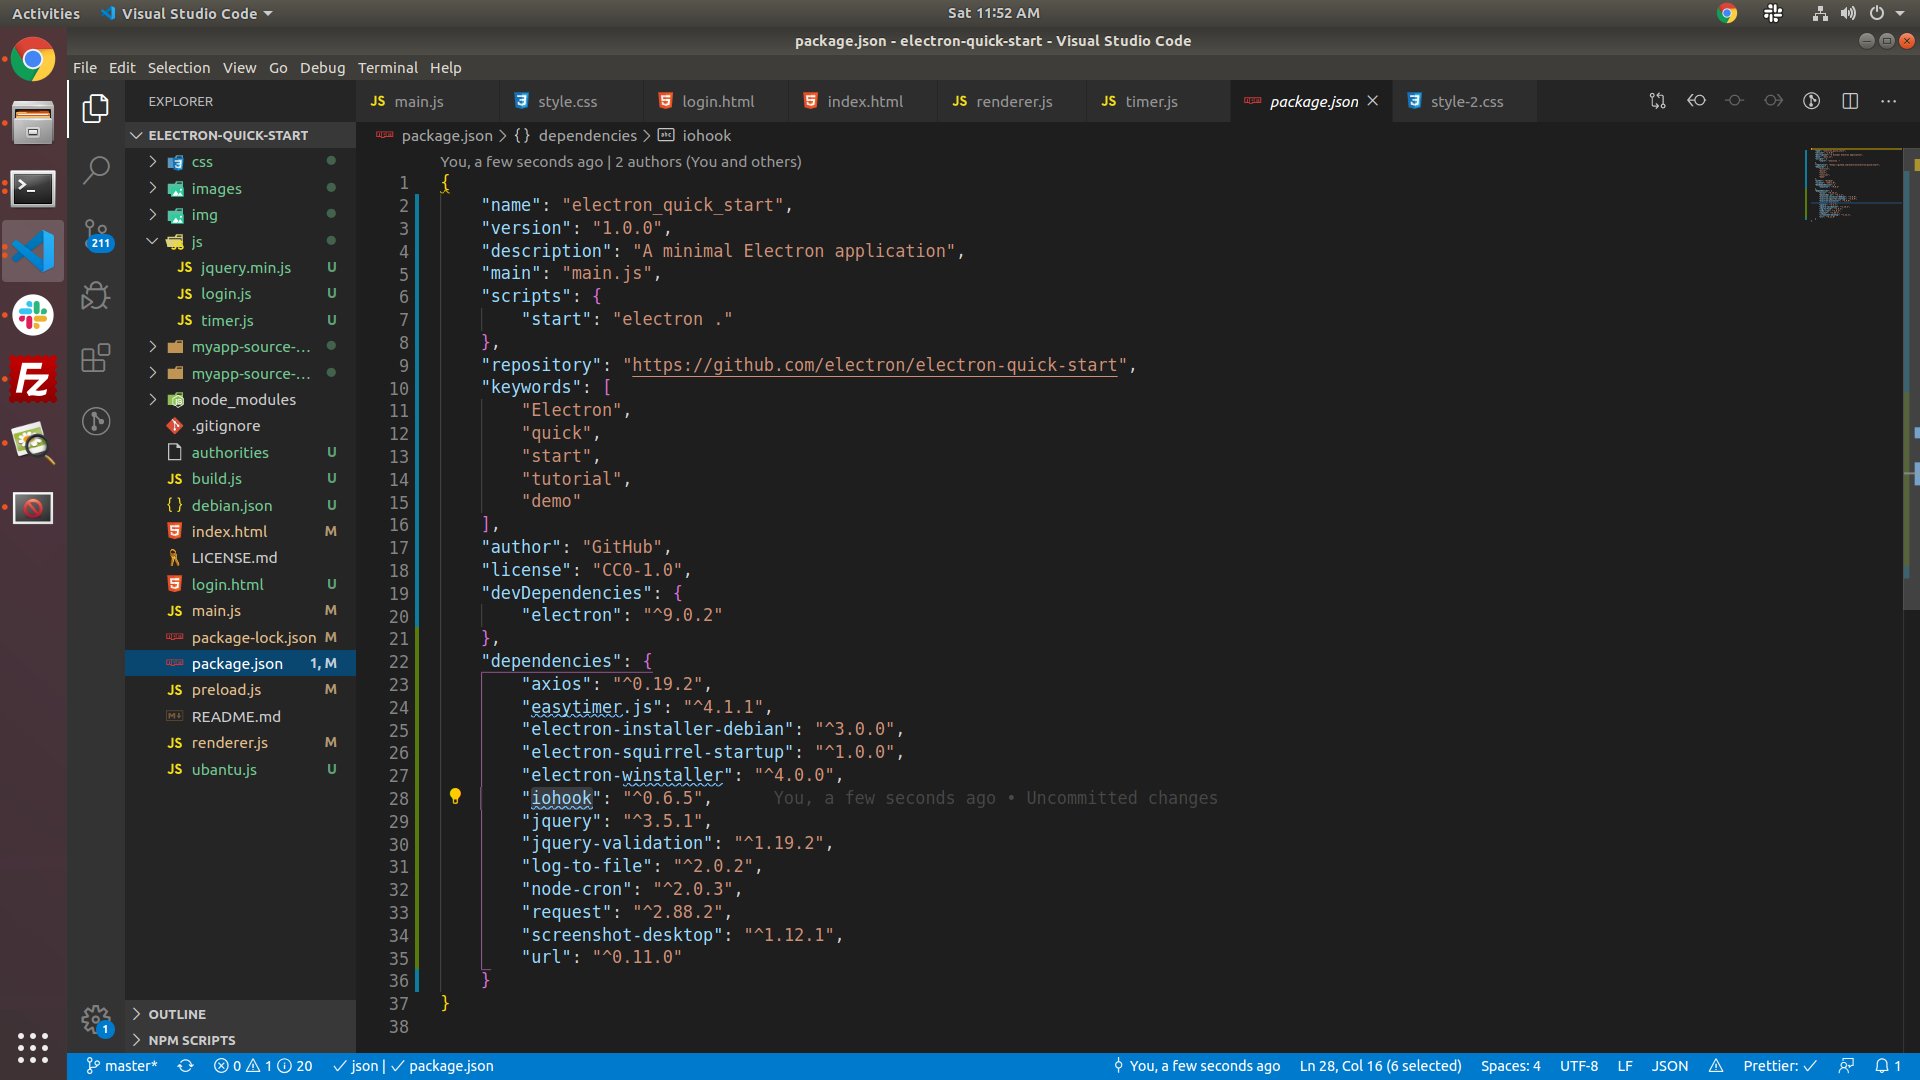 Activities
Visual Studio Code
Sat 11:52 AM
package.json - electron-quick-start - Visual Studio Code
File Edit Selection View Go Debug Terminal Help
EXPLORER
JS main.js
style.css
login.html
index.html
JS renderer.js
JS timer.js
package.json
style-2.css
package.json > {} dependencies > iohook
ELECTRON-QUICK-START
css
images
img
js
JS jquery.min.js U
JS login.js U
JS timer.js U
myapp-source-...
myapp-source-...
node_modules
.gitignore
authorities U
JS build.js U
{} debian.json U
index.html M
LICENSE.md
login.html U
JS main.js M
package-lock.json M
package.json 1, M
JS preload.js M
README.md
JS renderer.js M
JS ubantu.js U
OUTLINE
NPM SCRIPTS
211
1
You, a few seconds ago | 2 authors (You and others)
1 {
2 "name": "electron_quick_start",
3 "version": "1.0.0",
4 "description": "A minimal Electron application",
5 "main": "main.js",
6 "scripts": {
7 "start": "electron ."
8 },
9 "repository": "https://github.com/electron/electron-quick-start",
10 "keywords": [
11 "Electron",
12 "quick",
13 "start",
14 "tutorial",
15 "demo"
16 ],
17 "author": "GitHub",
18 "license": "CC0-1.0",
19 "devDependencies": {
20 "electron": "^9.0.2"
21 },
22 "dependencies": {
23 "axios": "^0.19.2",
24 "easytimer.js": "^4.1.1",
25 "electron-installer-debian": "^3.0.0",
26 "electron-squirrel-startup": "^1.0.0",
27 "electron-winstaller": "^4.0.0",
28 "iohook": "^0.6.5", You, a few seconds ago • Uncommitted changes
29 "jquery": "^3.5.1",
30 "jquery-validation": "^1.19.2",
31 "log-to-file": "^2.0.2",
32 "node-cron": "^2.0.3",
33 "request": "^2.88.2",
34 "screenshot-desktop": "^1.12.1",
35 "url": "^0.11.0"
36 }
37 }
38
master* 0 1 20 json | package.json
You, a few seconds ago Ln 28, Col 16 (6 selected) Spaces: 4 UTF-8 LF JSON Prettier: 1